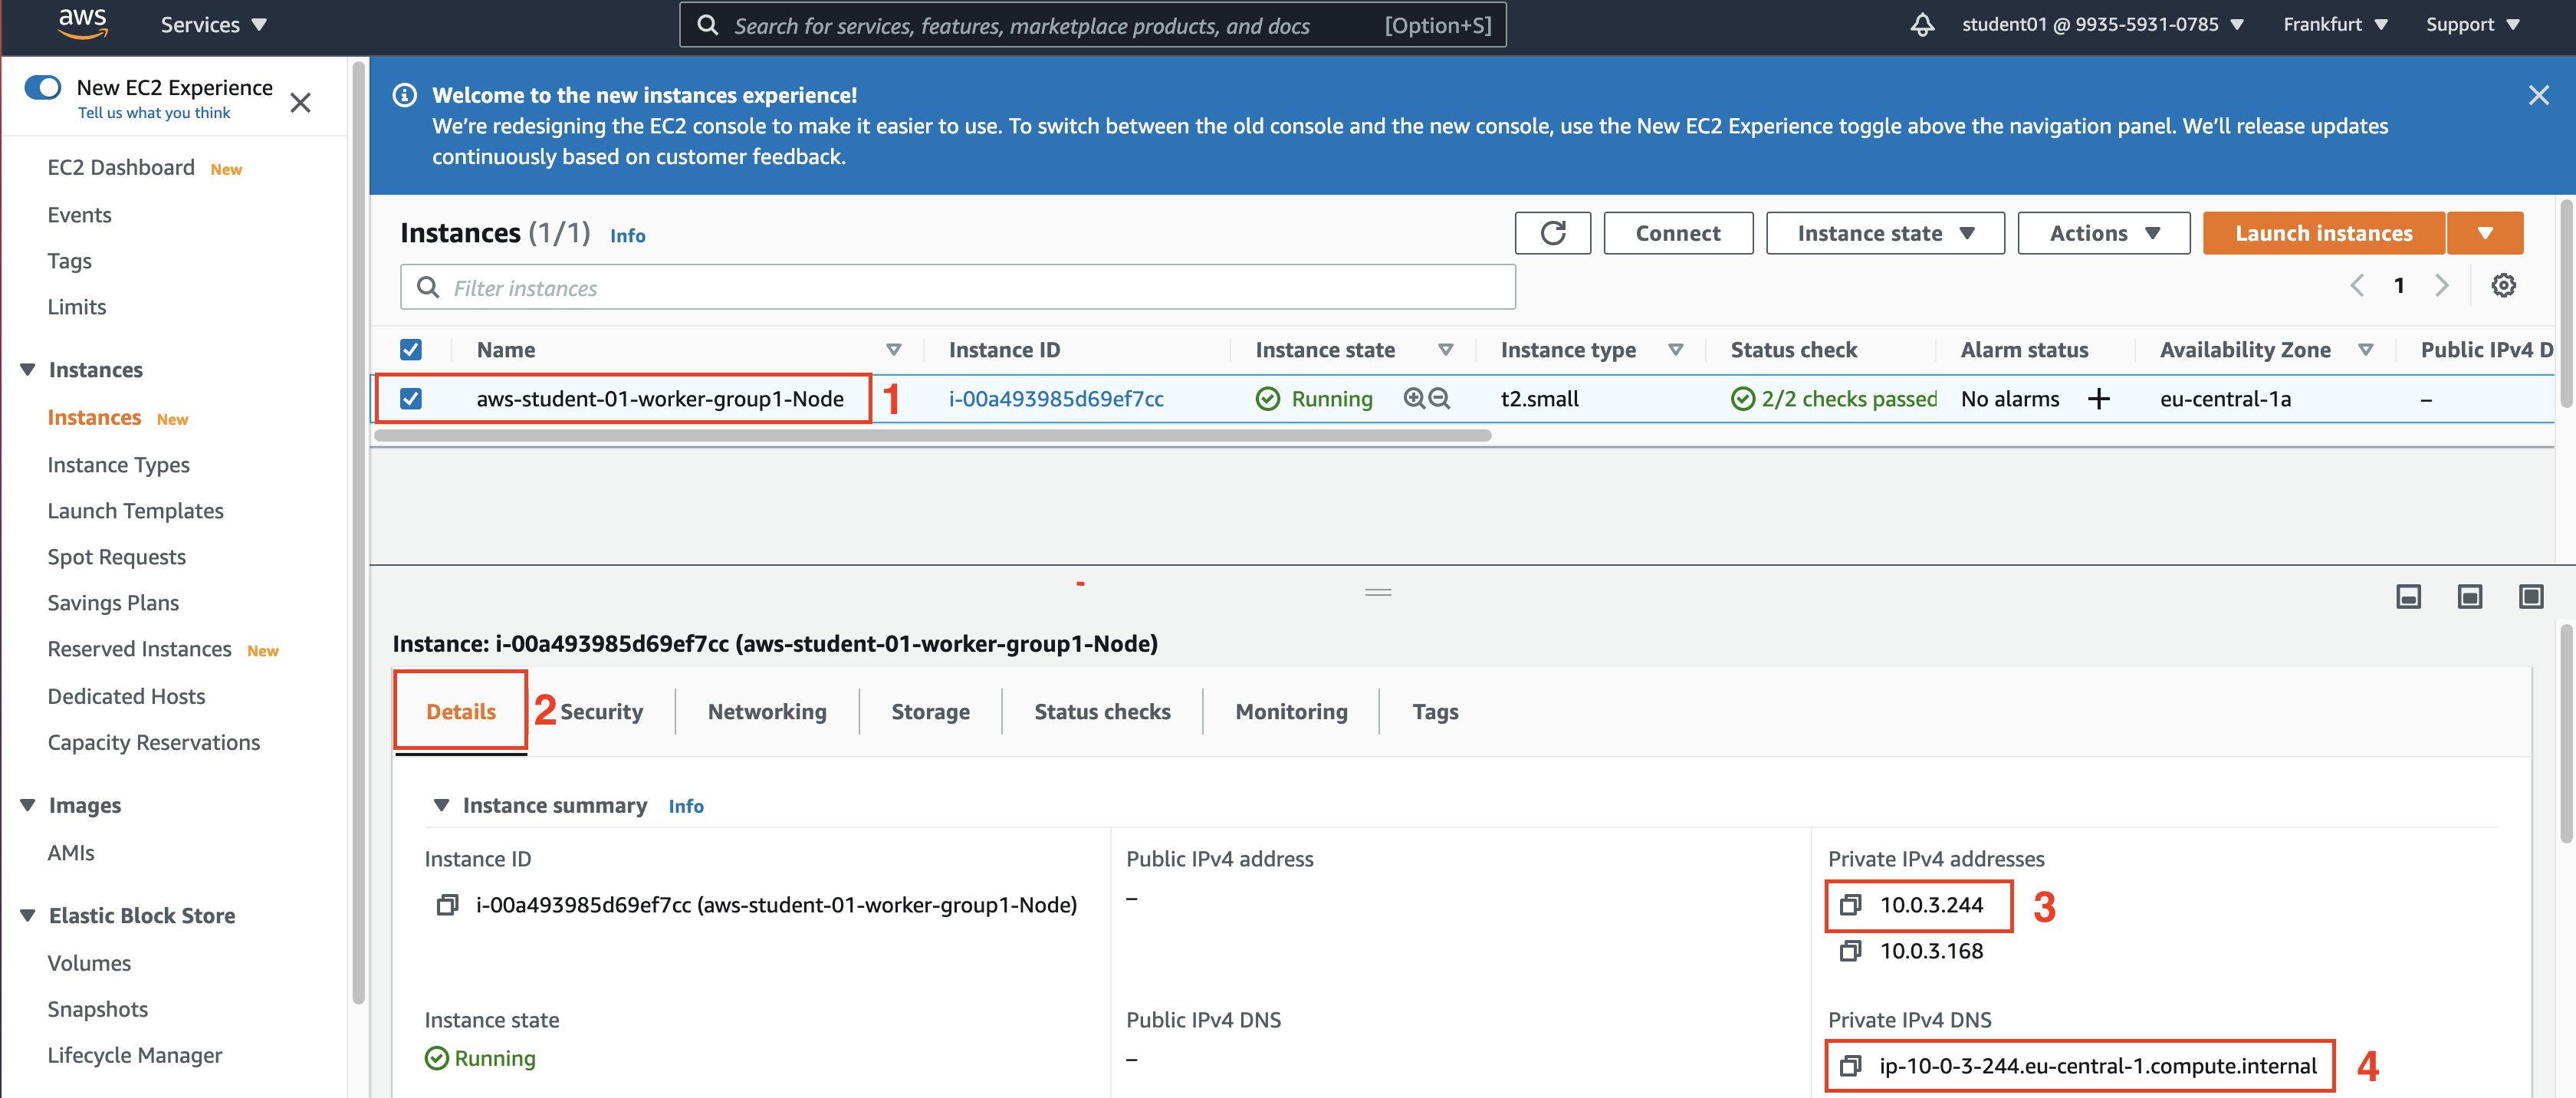 aws
Services
Search for services, features, marketplace products, and docs [Option+S]
student01 @ 9935-5931-0785
Frankfurt
Support
New EC2 Experience
Tell us what you think
EC2 Dashboard New
Events
Tags
Limits
Instances
Instances New
Instance Types
Launch Templates
Spot Requests
Savings Plans
Reserved Instances New
Dedicated Hosts
Capacity Reservations
Images
AMIs
Elastic Block Store
Volumes
Snapshots
Lifecycle Manager
Welcome to the new instances experience!
We're redesigning the EC2 console to make it easier to use. To switch between the old console and the new console, use the New EC2 Experience toggle above the navigation panel. We'll release updates
continuously based on customer feedback.
Instances (1/1) Info
Connect
Instance state
Actions
Launch instances
Filter instances
1
Name Instance ID Instance state Instance type Status check Alarm status Availability Zone Public IPv4 D
aws-student-01-worker-group1-Node 1 i-00a493985d69ef7cc Running t2.small 2/2 checks passed No alarms + eu-central-1a –
Instance: i-00a493985d69ef7cc (aws-student-01-worker-group1-Node)
Details 2 Security Networking Storage Status checks Monitoring Tags
Instance summary Info
Instance ID
i-00a493985d69ef7cc (aws-student-01-worker-group1-Node)
Public IPv4 address
–
Private IPv4 addresses
10.0.3.244 3
10.0.3.168
Instance state
Running
Public IPv4 DNS
–
Private IPv4 DNS
ip-10-0-3-244.eu-central-1.compute.internal 4